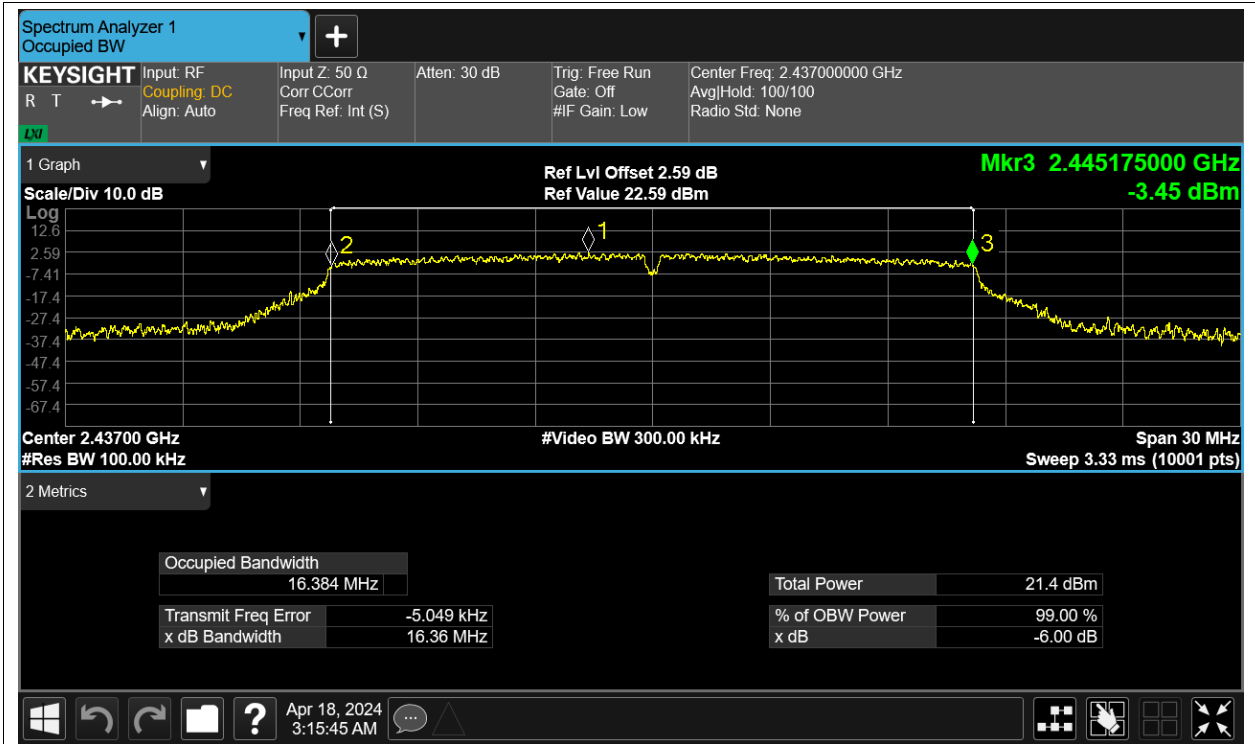 Spectrum Analyzer 1
Occupied BW
KEYSIGHT
R T
LXI
Input: RF
Coupling: DC
Align: Auto
Input Z: 50 Ω
Corr CCorr
Freq Ref: Int (S)
Atten: 30 dB
Trig: Free Run
Gate: Off
#IF Gain: Low
Center Freq: 2.437000000 GHz
Avg|Hold: 100/100
Radio Std: None
1 Graph
Scale/Div 10.0 dB
Ref Lvl Offset 2.59 dB
Ref Value 22.59 dBm
Mkr3 2.445175000 GHz
-3.45 dBm
Log
12.6
2.59
-7.41
-17.4
-27.4
-37.4
-47.4
-57.4
-67.4
2
1
3
Center 2.43700 GHz
#Res BW 100.00 kHz
#Video BW 300.00 kHz
Span 30 MHz
Sweep 3.33 ms (10001 pts)
2 Metrics
Occupied Bandwidth
16.384 MHz
Transmit Freq Error -5.049 kHz
x dB Bandwidth 16.36 MHz
Total Power 21.4 dBm
% of OBW Power 99.00 %
x dB -6.00 dB
?
Apr 18, 2024
3:15:45 AM